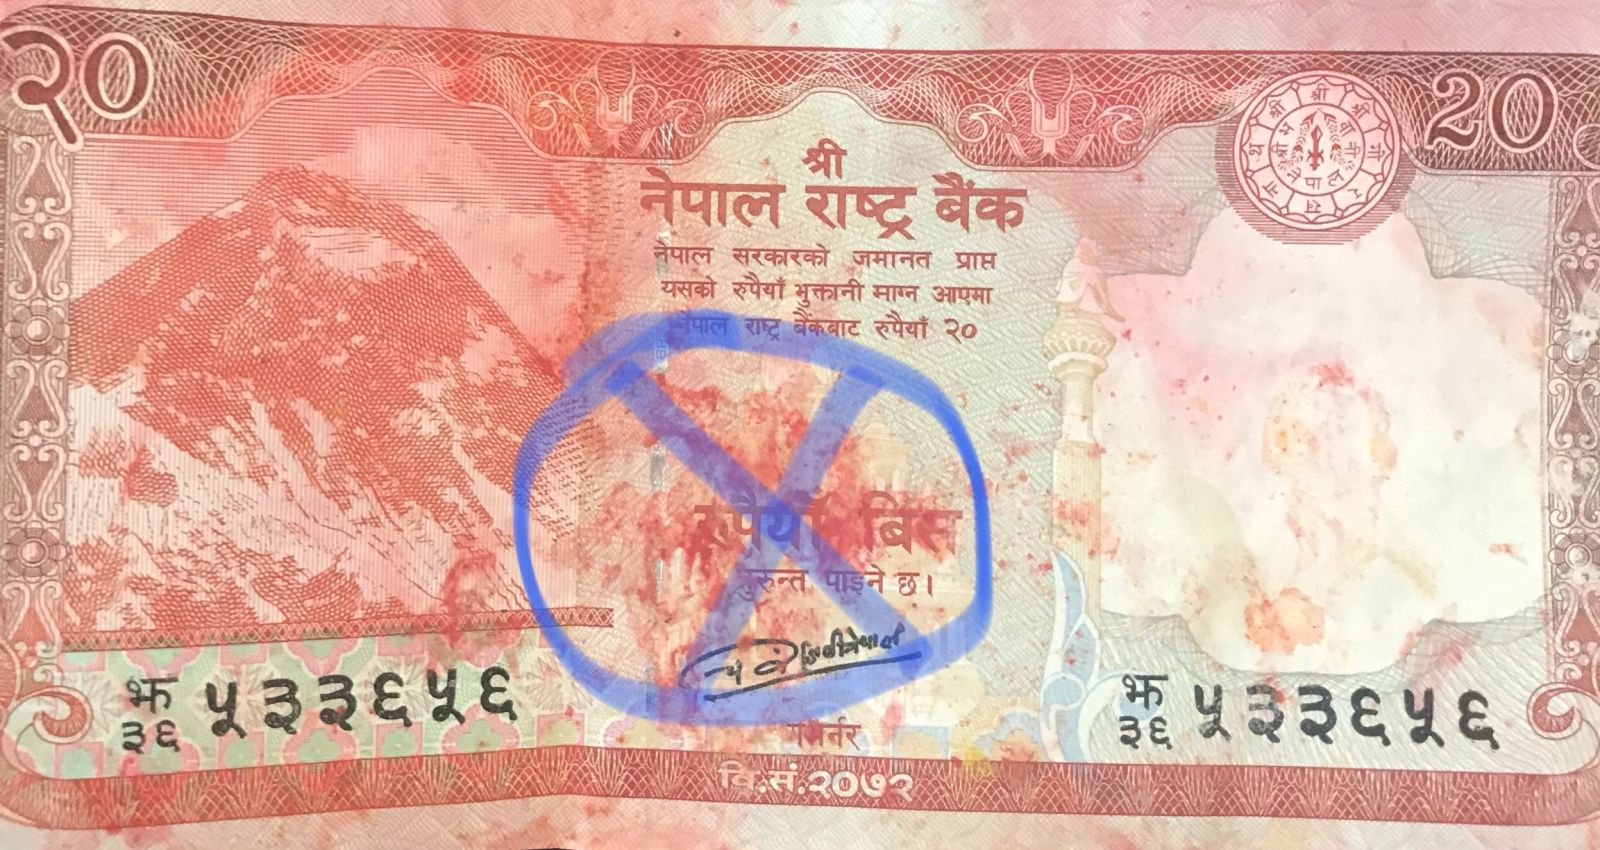 २०
20
श्री
नेपाल राष्ट्र बैंक
नेपाल सरकारको जमानत प्राप्त
यसको रुपैयाँ भुक्तानी माग्न आएमा
नेपाल राष्ट्र बैंकबाट रुपैयाँ २०
रुपैयाँ बिस
तुरुन्त पाइने छ।
गभर्नर
झ ३६ ५३३६५६
झ ३६ ५३३६५६
वि.सं.२०७२